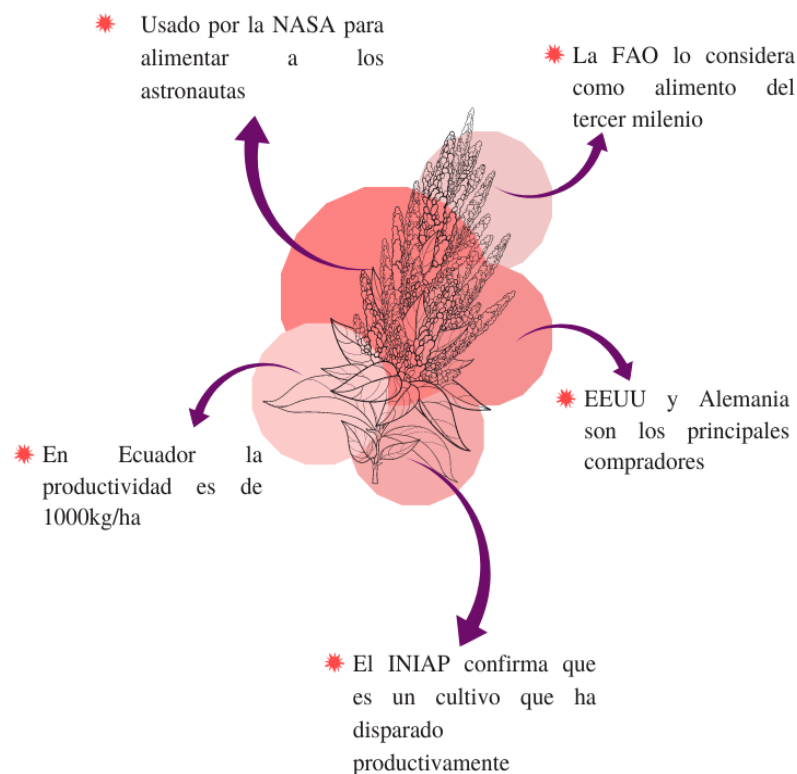 Usado por la NASA para
alimentar a los
astronautas
La FAO lo considera
como alimento del
tercer milenio
EEUU y Alemania
son los principales
compradores
En Ecuador la
productividad es de
1000kg/ha
El INIAP confirma que
es un cultivo que ha
disparado
productivamente